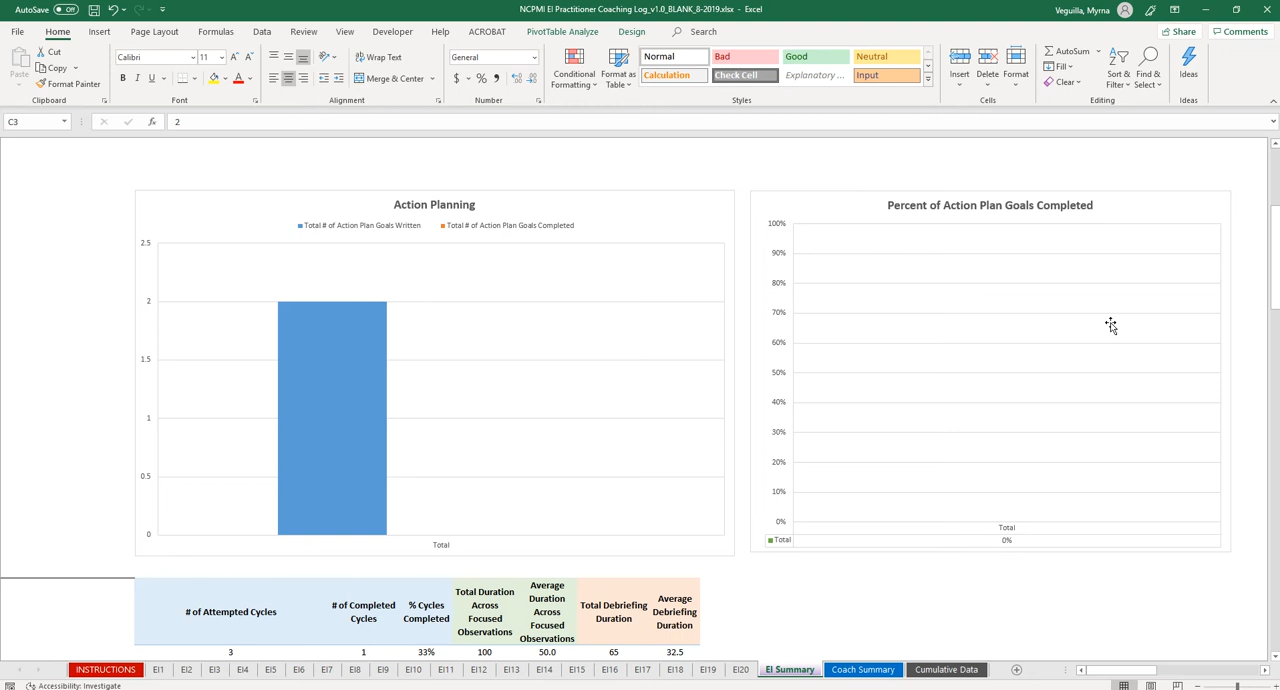 AutoSave Off
NCPMI EI Practitioner Coaching Log_v1.0_BLANK_8-2019.xlsx - Excel
Veguilla, Myrna
File Home Insert Page Layout Formulas Data Review View Developer Help ACROBAT PivotTable Analyze Design Search Share Comments
Paste
Cut
Copy
Format Painter
Clipboard
Calibri 11
B I U
Font
Wrap Text
Merge & Center
Alignment
General
$ % 9
Number
Conditional Formatting
Format as Table
Normal Bad Good Neutral
Calculation Check Cell Explanatory ... Input
Styles
Insert Delete Format
Cells
AutoSum
Fill
Clear
Sort & Filter
Find & Select
Editing
Ideas
Ideas
C3 fx 2
Action Planning
Total # of Action Plan Goals Written Total # of Action Plan Goals Completed
2.5
2
1.5
1
0.5
0
Total
Percent of Action Plan Goals Completed
100%
90%
80%
70%
60%
50%
40%
30%
20%
10%
0%
Total
Total 0%
# of Attempted Cycles
# of Completed Cycles
% Cycles Completed
Total Duration Across Focused Observations
Average Duration Across Focused Observations
Total Debriefing Duration
Average Debriefing Duration
3 1 33% 100 50.0 65 32.5
INSTRUCTIONS EI1 EI2 EI3 EI4 EI5 EI6 EI7 EI8 EI9 EI10 EI11 EI12 EI13 EI14 EI15 EI16 EI17 EI18 EI19 EI20 EI Summary Coach Summary Cumulative Data
Accessibility: Investigate